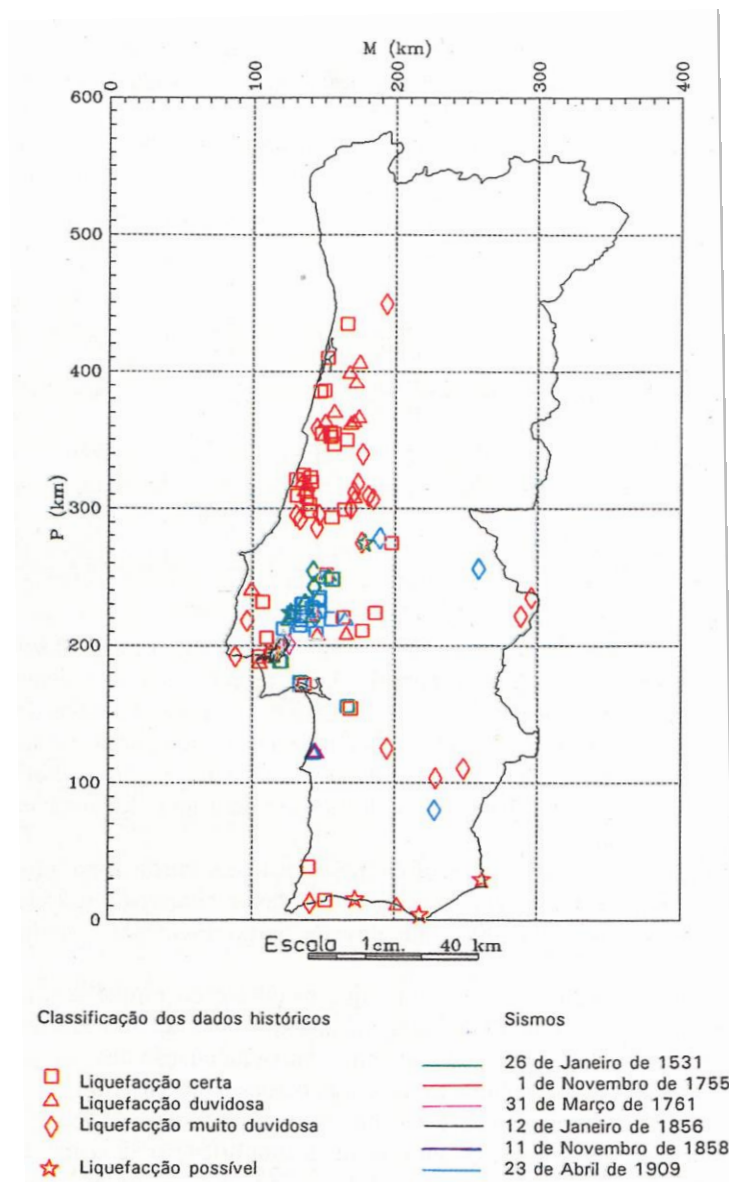 M (km)
0 100 200 300 400
600
500
400
300
200
100
0
P (km)
Escala 1cm. 40 km
Classificação dos dados históricos
Sismos
Liquefacção certa
Liquefacção duvidosa
Liquefacção muito duvidosa
Liquefacção possível
26 de Janeiro de 1531
1 de Novembro de 1755
31 de Março de 1761
12 de Janeiro de 1856
11 de Novembro de 1858
23 de Abril de 1909